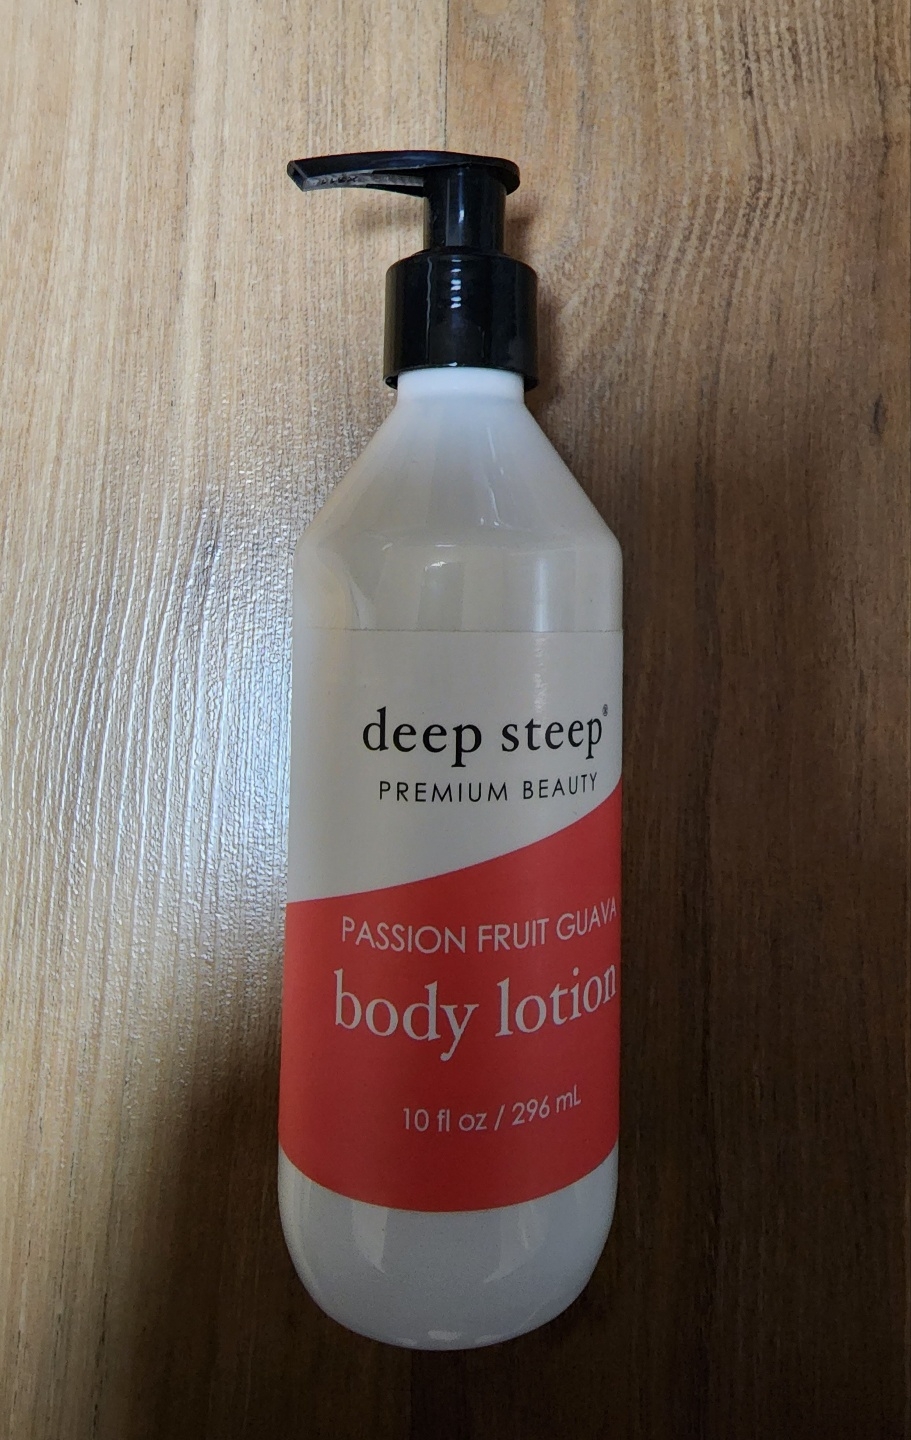 deep steep®
PREMIUM BEAUTY
PASSION FRUIT GUAVA
body lotion
10 fl oz / 296 mL